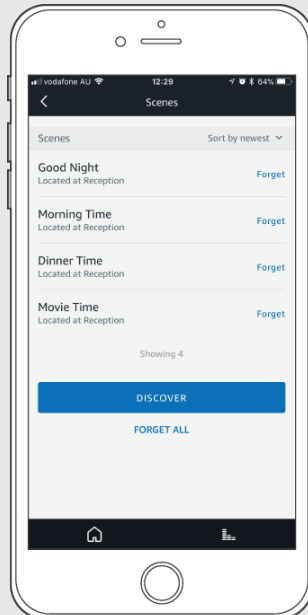 vodafone AU 12:29 64%
Scenes
Scenes Sort by newest
Good Night
Located at Reception Forget
Morning Time
Located at Reception Forget
Dinner Time
Located at Reception Forget
Movie Time
Located at Reception Forget
Showing 4
DISCOVER
FORGET ALL